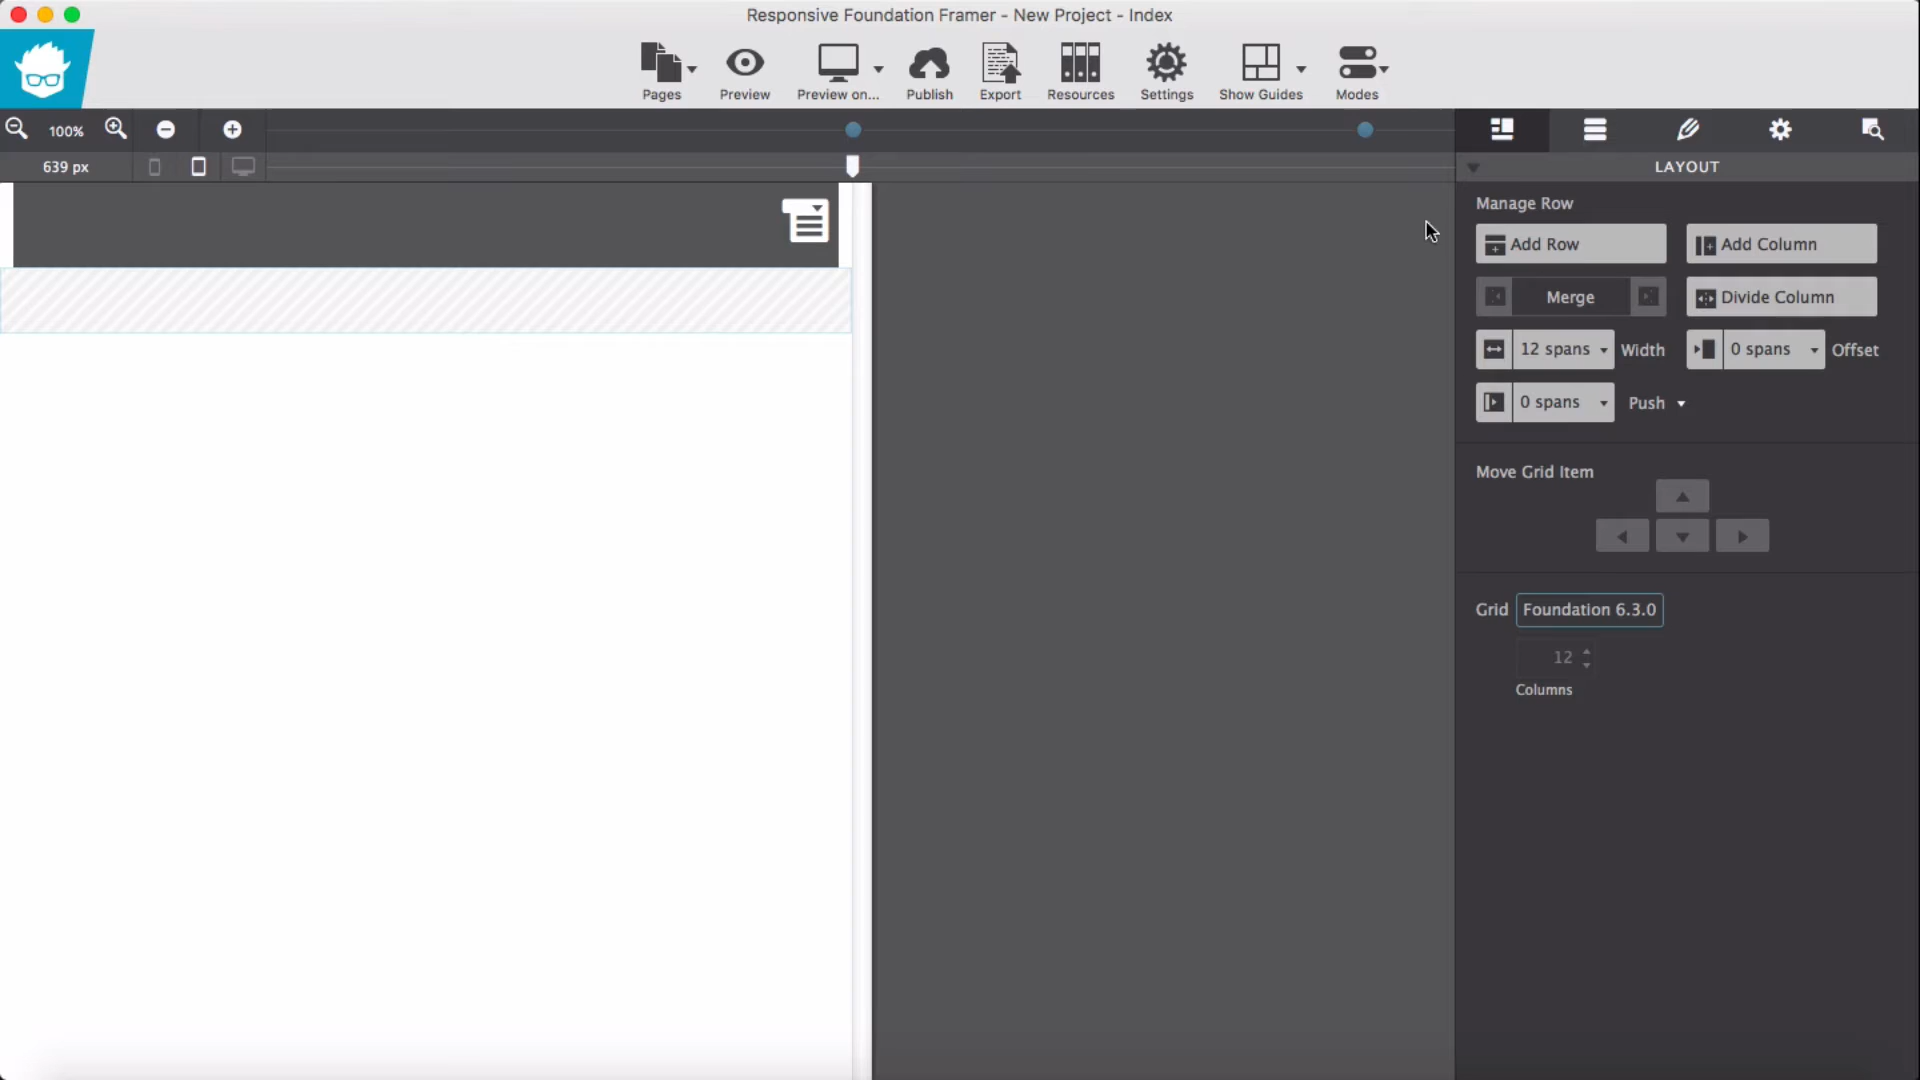 Responsive Foundation Framer - New Project - Index
Pages
Preview
Preview on...
Publish
Export
Resources
Settings
Show Guides
Modes
100%
639 px
LAYOUT
Manage Row
Add Row
Add Column
Merge
Divide Column
12 spans
Width
0 spans
Offset
0 spans
Push
Move Grid Item
Grid
Foundation 6.3.0
12
Columns